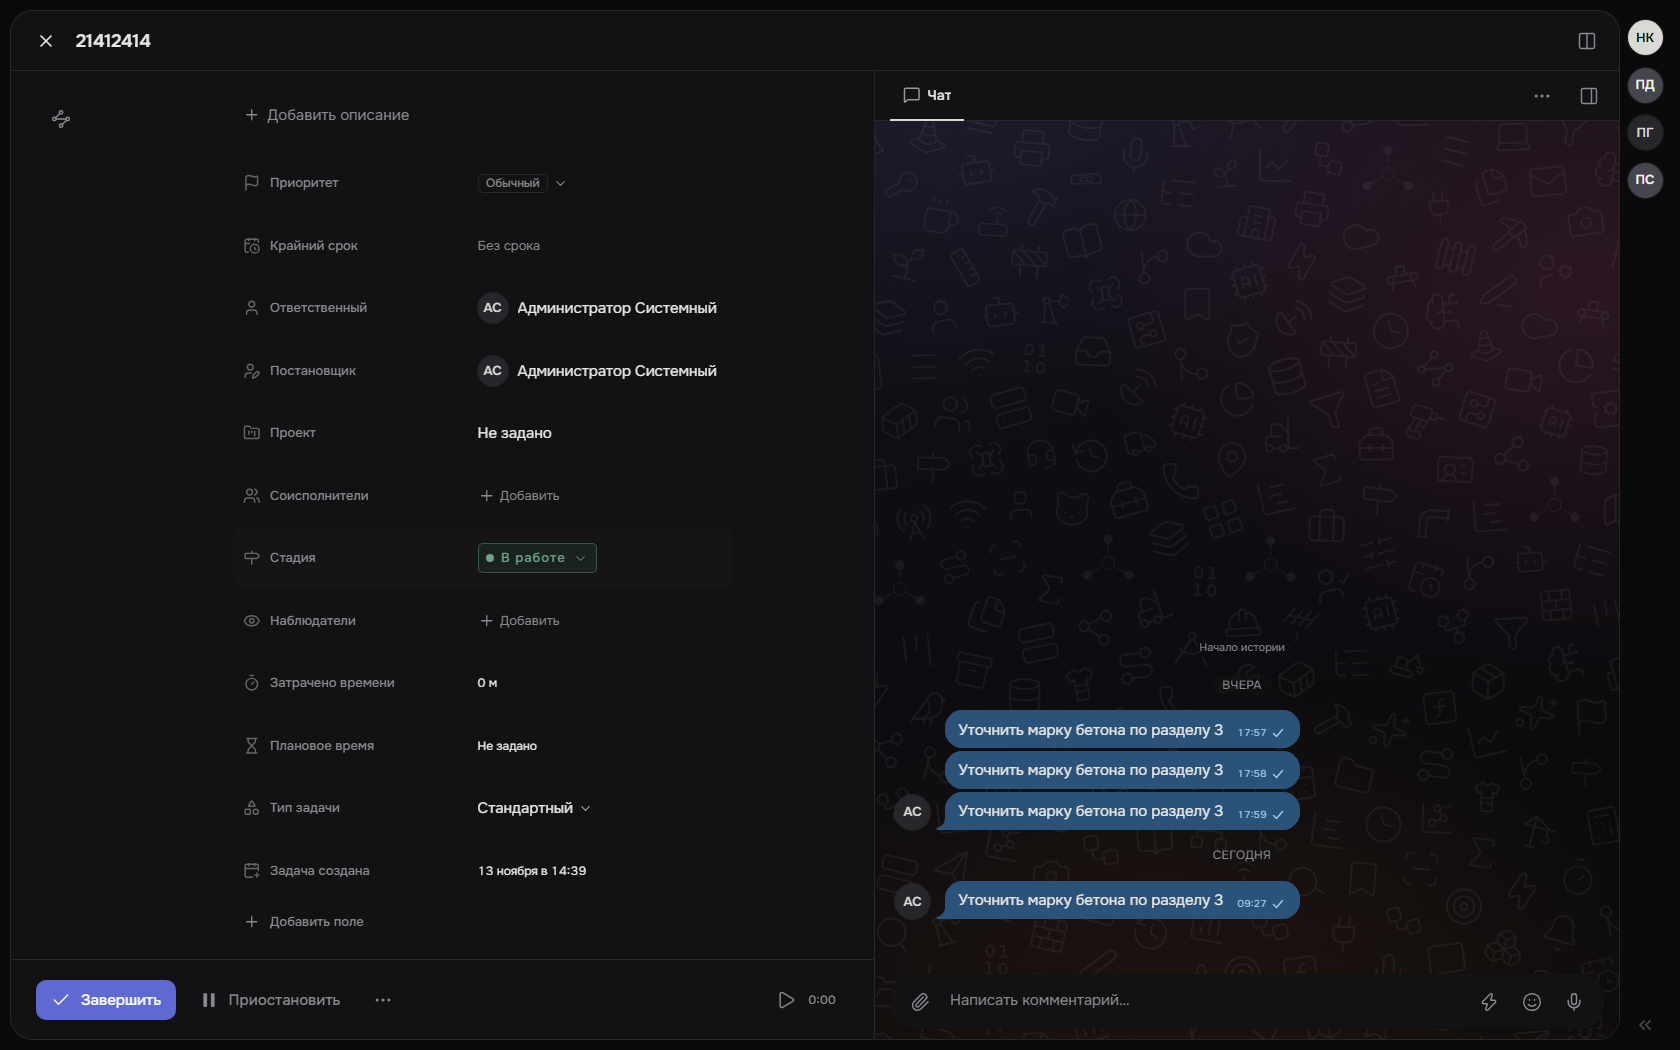 21412414
НК
ПД
ПГ
ПС
Добавить описание
Приоритет
Обычный
Крайний срок
Без срока
Ответственный
АС
Администратор Системный
Постановщик
АС
Администратор Системный
Проект
Не задано
Соисполнители
Добавить
Стадия
В работе
Наблюдатели
Добавить
Затрачено времени
0 м
Плановое время
Не задано
Тип задачи
Стандартный
Задача создана
13 ноября в 14:39
Добавить поле
Завершить
Приостановить
0:00
Чат
Начало истории
ВЧЕРА
Уточнить марку бетона по разделу 3 17:57
Уточнить марку бетона по разделу 3 17:58
АС
Уточнить марку бетона по разделу 3 17:59
СЕГОДНЯ
АС
Уточнить марку бетона по разделу 3 09:27
Написать комментарий...